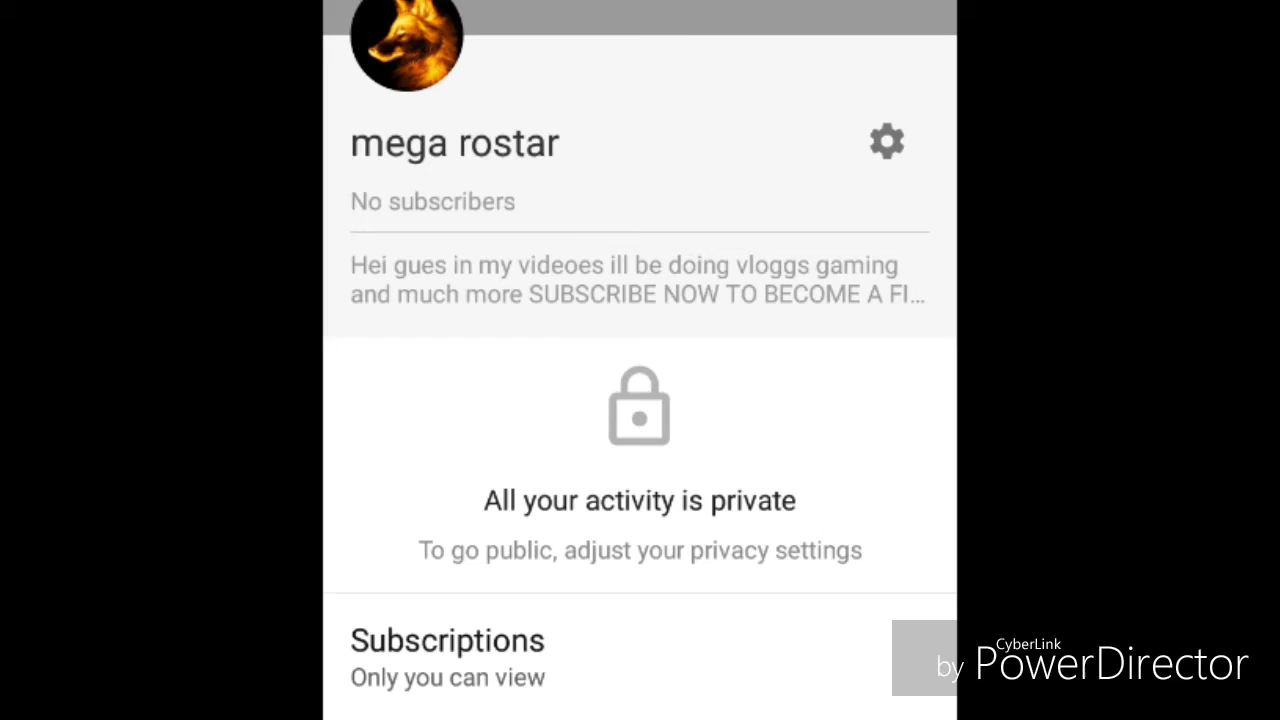 mega rostar
No subscribers
Hei gues in my videoes ill be doing vloggs gaming
and much more SUBSCRIBE NOW TO BECOME A FI...
All your activity is private
To go public, adjust your privacy settings
Subscriptions
Only you can view
CyberLink
by PowerDirector